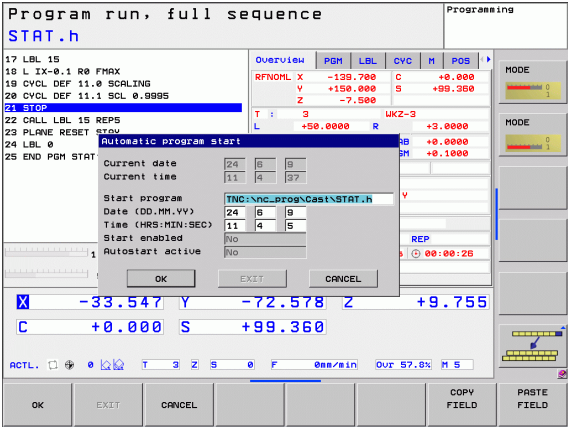 Program run, full sequence
Programming
STAT.h
17 LBL 15
18 L IX-0.1 R0 FMAX
19 CYCL DEF 11.0 SCALING
20 CYCL DEF 11.1 SCL 0.9995
21 STOP
22 CALL LBL 15 REP5
23 PLANE RESET STAY
24 LBL 0
25 END PGM STAT
Overview PGM LBL CYC M POS
RFNOML X -139.700 C +0.000
Y +150.000 S +99.360
Z -7.500
T : 3 WKZ-3
L +50.0000 R +3.0000
AB +0.0000
GM +0.1000
Y
REP
00:00:26
MODE
0
1
MODE
0
1
Automatic program start
Current date 24 6 9
Current time 11 4 37
Start program TNC:\nc_prog\Cast\STAT.h
Date (DD.MM.YY) 24 6 9
Time (HRS:MIN:SEC) 11 4 5
Start enabled No
Autostart active No
OK EXIT CANCEL
X -33.547 Y -72.578 Z +9.755
C +0.000 S +99.360
ACTL. 0 T 3 Z S 0 F 0mm/min Ovr 57.8% M 5
OK EXIT CANCEL COPY FIELD PASTE FIELD